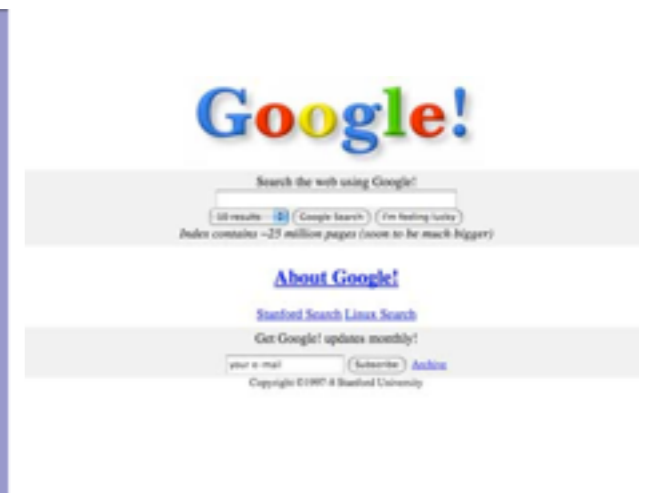 Google!
Search the web using Google!
10 results Google Search I'm feeling lucky
Index contains ~25 million pages (soon to be much bigger)
About Google!
Stanford Search Linux Search
Get Google! updates monthly!
your e-mail Subscribe Archive
Copyright ©1997-8 Stanford University